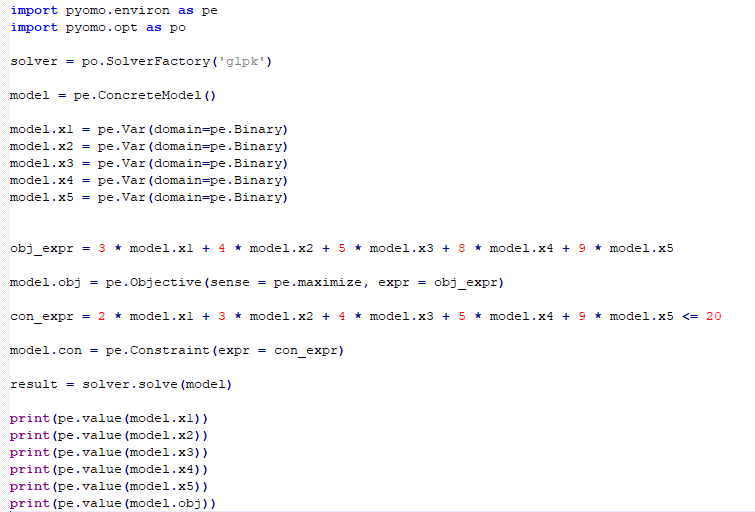 import pyomo.environ as pe
import pyomo.opt as po
solver = po.SolverFactory('glpk')
model = pe.ConcreteModel()
model.x1 = pe.Var(domain=pe.Binary)
model.x2 = pe.Var(domain=pe.Binary)
model.x3 = pe.Var(domain=pe.Binary)
model.x4 = pe.Var(domain=pe.Binary)
model.x5 = pe.Var(domain=pe.Binary)
obj_expr = 3 * model.x1 + 4 * model.x2 + 5 * model.x3 + 8 * model.x4 + 9 * model.x5
model.obj = pe.Objective(sense = pe.maximize, expr = obj_expr)
con_expr = 2 * model.x1 + 3 * model.x2 + 4 * model.x3 + 5 * model.x4 + 9 * model.x5 <= 20
model.con = pe.Constraint(expr = con_expr)
result = solver.solve(model)
print(pe.value(model.x1))
print(pe.value(model.x2))
print(pe.value(model.x3))
print(pe.value(model.x4))
print(pe.value(model.x5))
print(pe.value(model.obj))